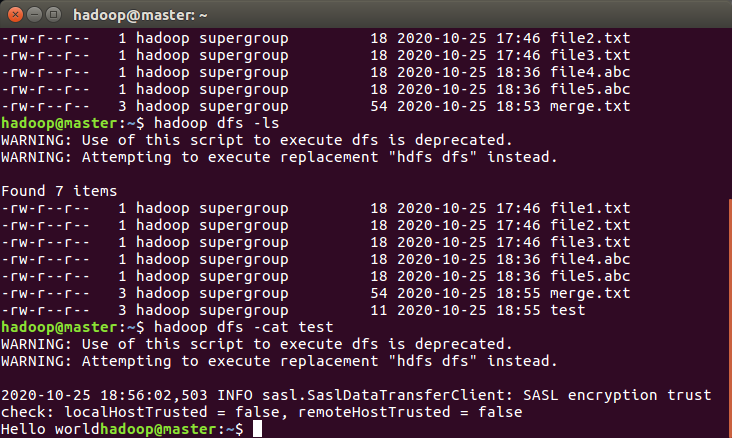 hadoop@master: ~
-rw-r--r--   1 hadoop supergroup         18 2020-10-25 17:46 file2.txt
-rw-r--r--   1 hadoop supergroup         18 2020-10-25 17:46 file3.txt
-rw-r--r--   1 hadoop supergroup         18 2020-10-25 18:36 file4.abc
-rw-r--r--   1 hadoop supergroup         18 2020-10-25 18:36 file5.abc
-rw-r--r--   3 hadoop supergroup         54 2020-10-25 18:53 merge.txt
hadoop@master:~$ hadoop dfs -ls
WARNING: Use of this script to execute dfs is deprecated.
WARNING: Attempting to execute replacement "hdfs dfs" instead.
Found 7 items
-rw-r--r--   1 hadoop supergroup         18 2020-10-25 17:46 file1.txt
-rw-r--r--   1 hadoop supergroup         18 2020-10-25 17:46 file2.txt
-rw-r--r--   1 hadoop supergroup         18 2020-10-25 17:46 file3.txt
-rw-r--r--   1 hadoop supergroup         18 2020-10-25 18:36 file4.abc
-rw-r--r--   1 hadoop supergroup         18 2020-10-25 18:36 file5.abc
-rw-r--r--   3 hadoop supergroup         54 2020-10-25 18:55 merge.txt
-rw-r--r--   3 hadoop supergroup         11 2020-10-25 18:55 test
hadoop@master:~$ hadoop dfs -cat test
WARNING: Use of this script to execute dfs is deprecated.
WARNING: Attempting to execute replacement "hdfs dfs" instead.
2020-10-25 18:56:02,503 INFO sasl.SaslDataTransferClient: SASL encryption trust
check: localHostTrusted = false, remoteHostTrusted = false
Hello worldhadoop@master:~$